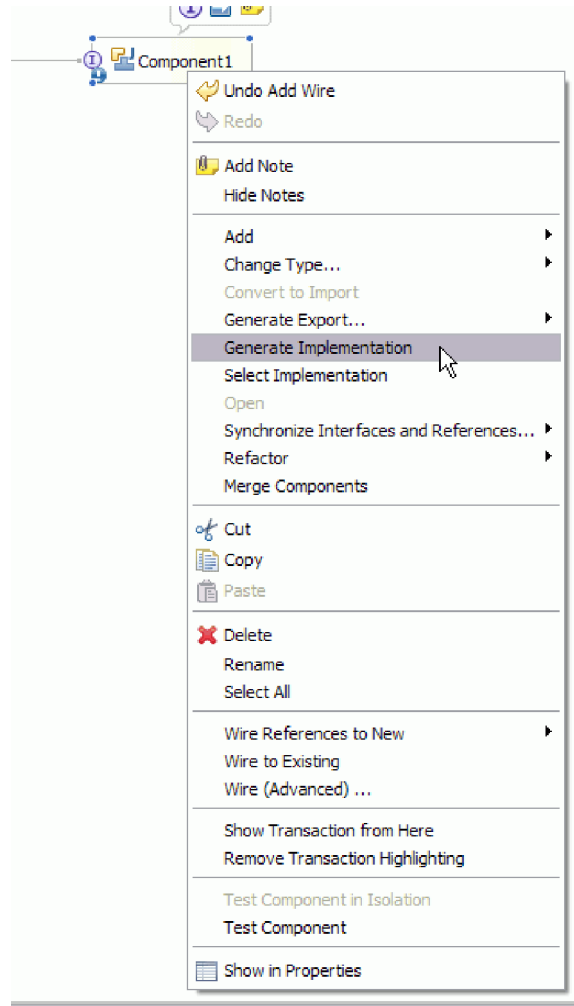 Component1
Undo Add Wire
Redo
Add Note
Hide Notes
Add
Change Type...
Convert to Import
Generate Export...
Generate Implementation
Select Implementation
Open
Synchronize Interfaces and References...
Refactor
Merge Components
Cut
Copy
Paste
Delete
Rename
Select All
Wire References to New
Wire to Existing
Wire (Advanced) ...
Show Transaction from Here
Remove Transaction Highlighting
Test Component in Isolation
Test Component
Show in Properties